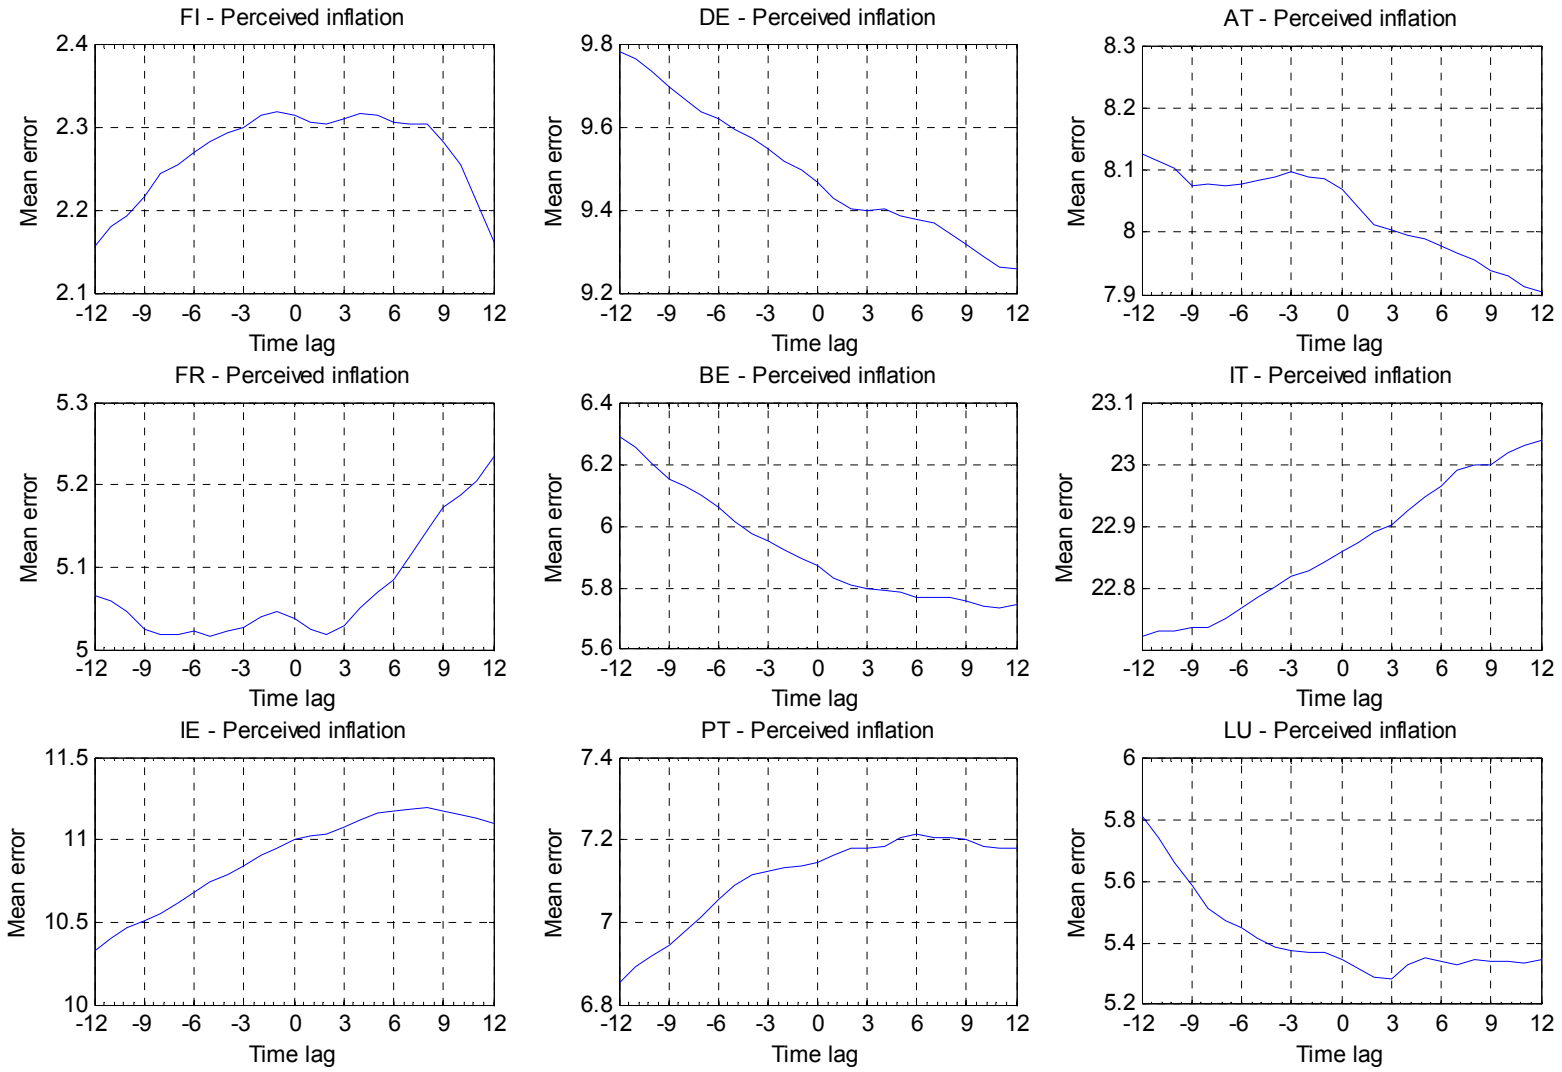 FI - Perceived inflation
DE - Perceived inflation
AT - Perceived inflation
2.4
2.3
2.2
2.1
Mean error
-12 -9 -6 -3 0 3 6 9 12
Time lag
9.8
9.6
9.4
9.2
Mean error
-12 -9 -6 -3 0 3 6 9 12
Time lag
8.3
8.2
8.1
8
7.9
Mean error
-12 -9 -6 -3 0 3 6 9 12
Time lag
FR - Perceived inflation
BE - Perceived inflation
IT - Perceived inflation
5.3
5.2
5.1
5
Mean error
-12 -9 -6 -3 0 3 6 9 12
Time lag
6.4
6.2
6
5.8
5.6
Mean error
-12 -9 -6 -3 0 3 6 9 12
Time lag
23.1
23
22.9
22.8
Mean error
-12 -9 -6 -3 0 3 6 9 12
Time lag
IE - Perceived inflation
PT - Perceived inflation
LU - Perceived inflation
11.5
11
10.5
10
Mean error
-12 -9 -6 -3 0 3 6 9 12
Time lag
7.4
7.2
7
6.8
Mean error
-12 -9 -6 -3 0 3 6 9 12
Time lag
6
5.8
5.6
5.4
5.2
Mean error
-12 -9 -6 -3 0 3 6 9 12
Time lag